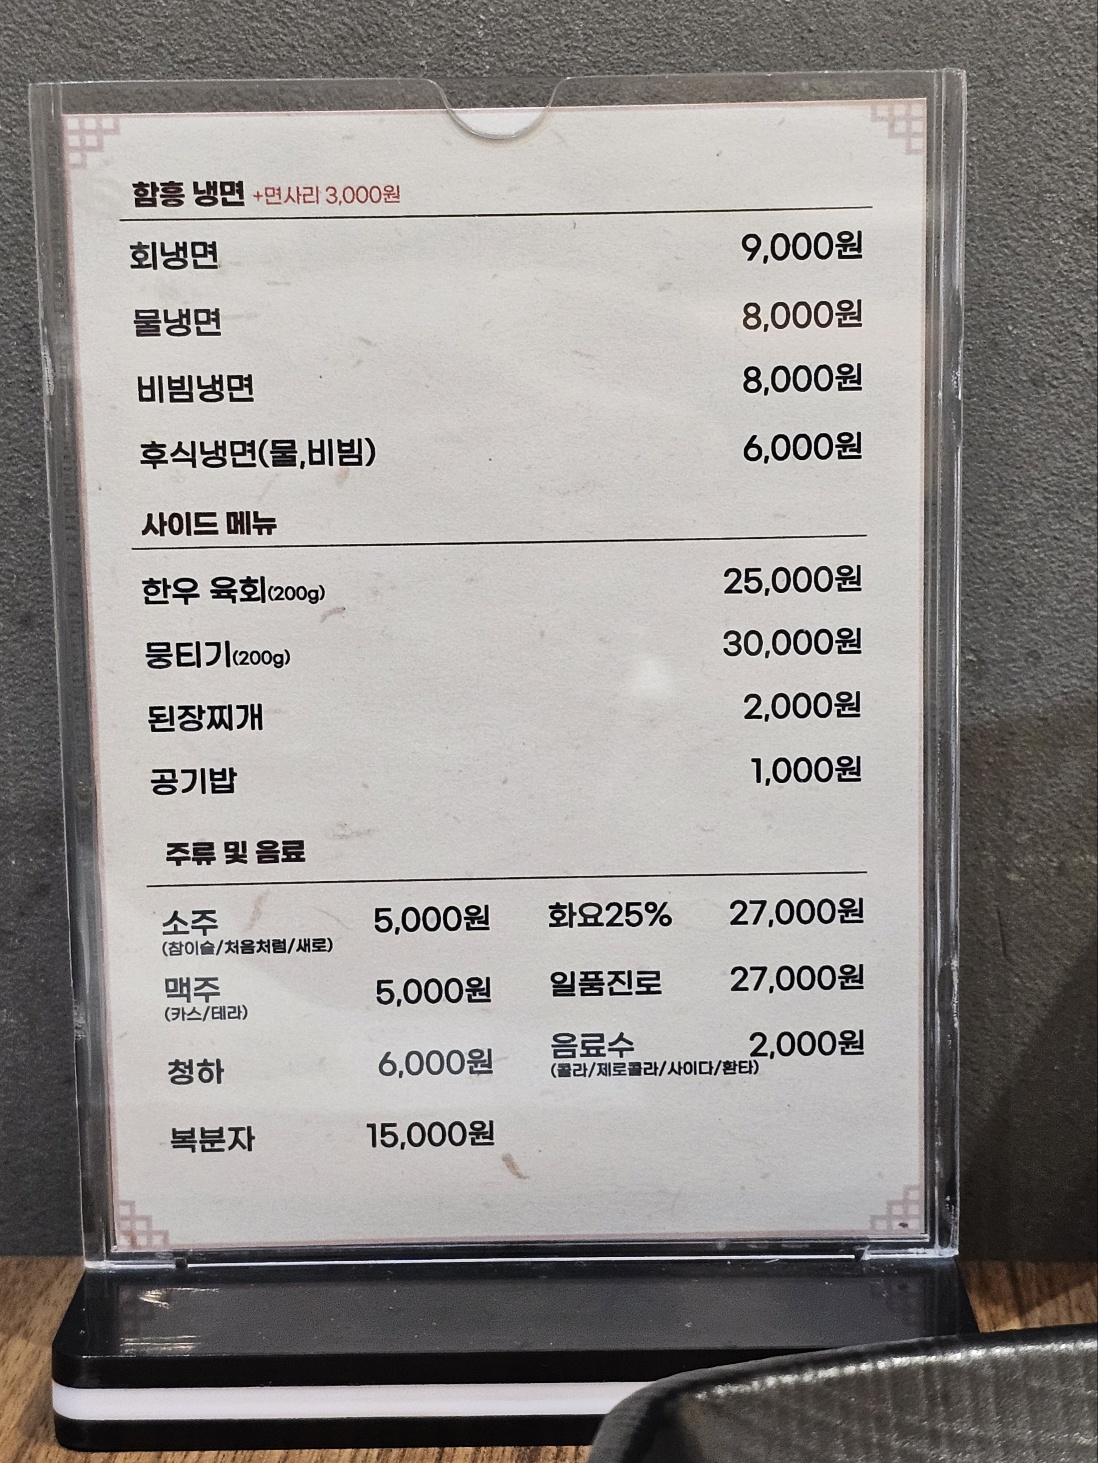 함흥 냉면 +면사리 3,000원
회냉면 9,000원
물냉면 8,000원
비빔냉면 8,000원
후식냉면(물,비빔) 6,000원
사이드 메뉴
한우 육회(200g) 25,000원
뭉티기(200g) 30,000원
된장찌개 2,000원
공기밥 1,000원
주류 및 음료
소주 5,000원 화요25% 27,000원
(참이슬/처음처럼/새로)
맥주 5,000원 일품진로 27,000원
(카스/테라)
음료수 2,000원
(콜라/제로콜라/사이다/환타)
청하 6,000원
복분자 15,000원